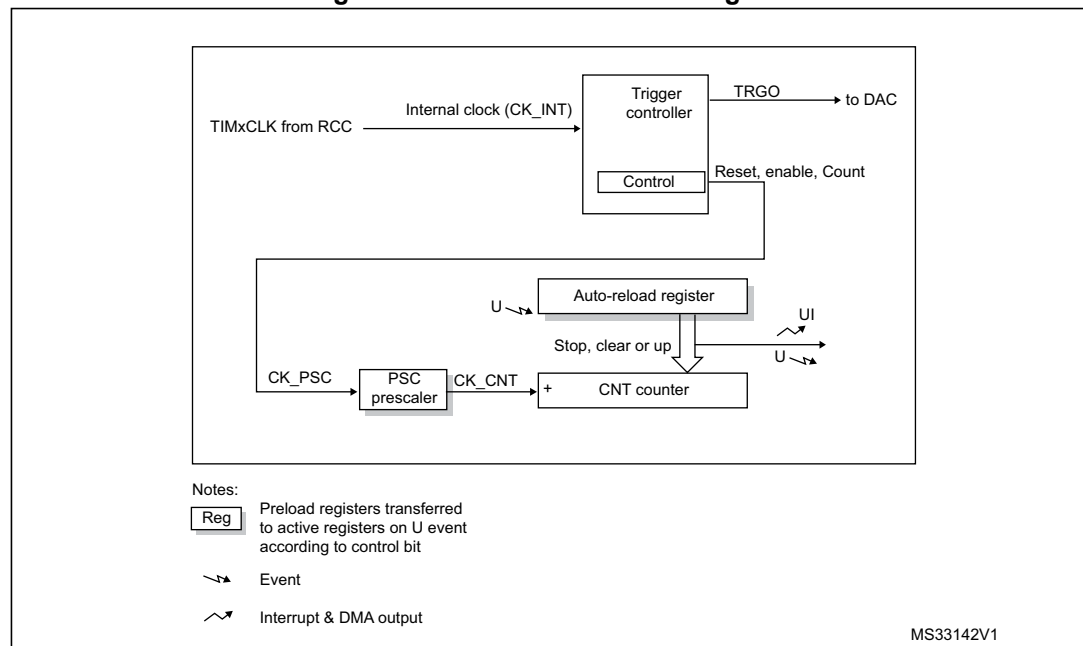 Trigger
controller
TRGO
to DAC
Internal clock (CK_INT)
TIMxCLK from RCC
Control
Reset, enable, Count
Auto-reload register
U
UI
Stop, clear or up
U
CK_PSC
PSC
prescaler
CK_CNT
+
CNT counter
Notes:
Reg
Preload registers transferred
to active registers on U event
according to control bit
Event
Interrupt & DMA output
MS33142V1